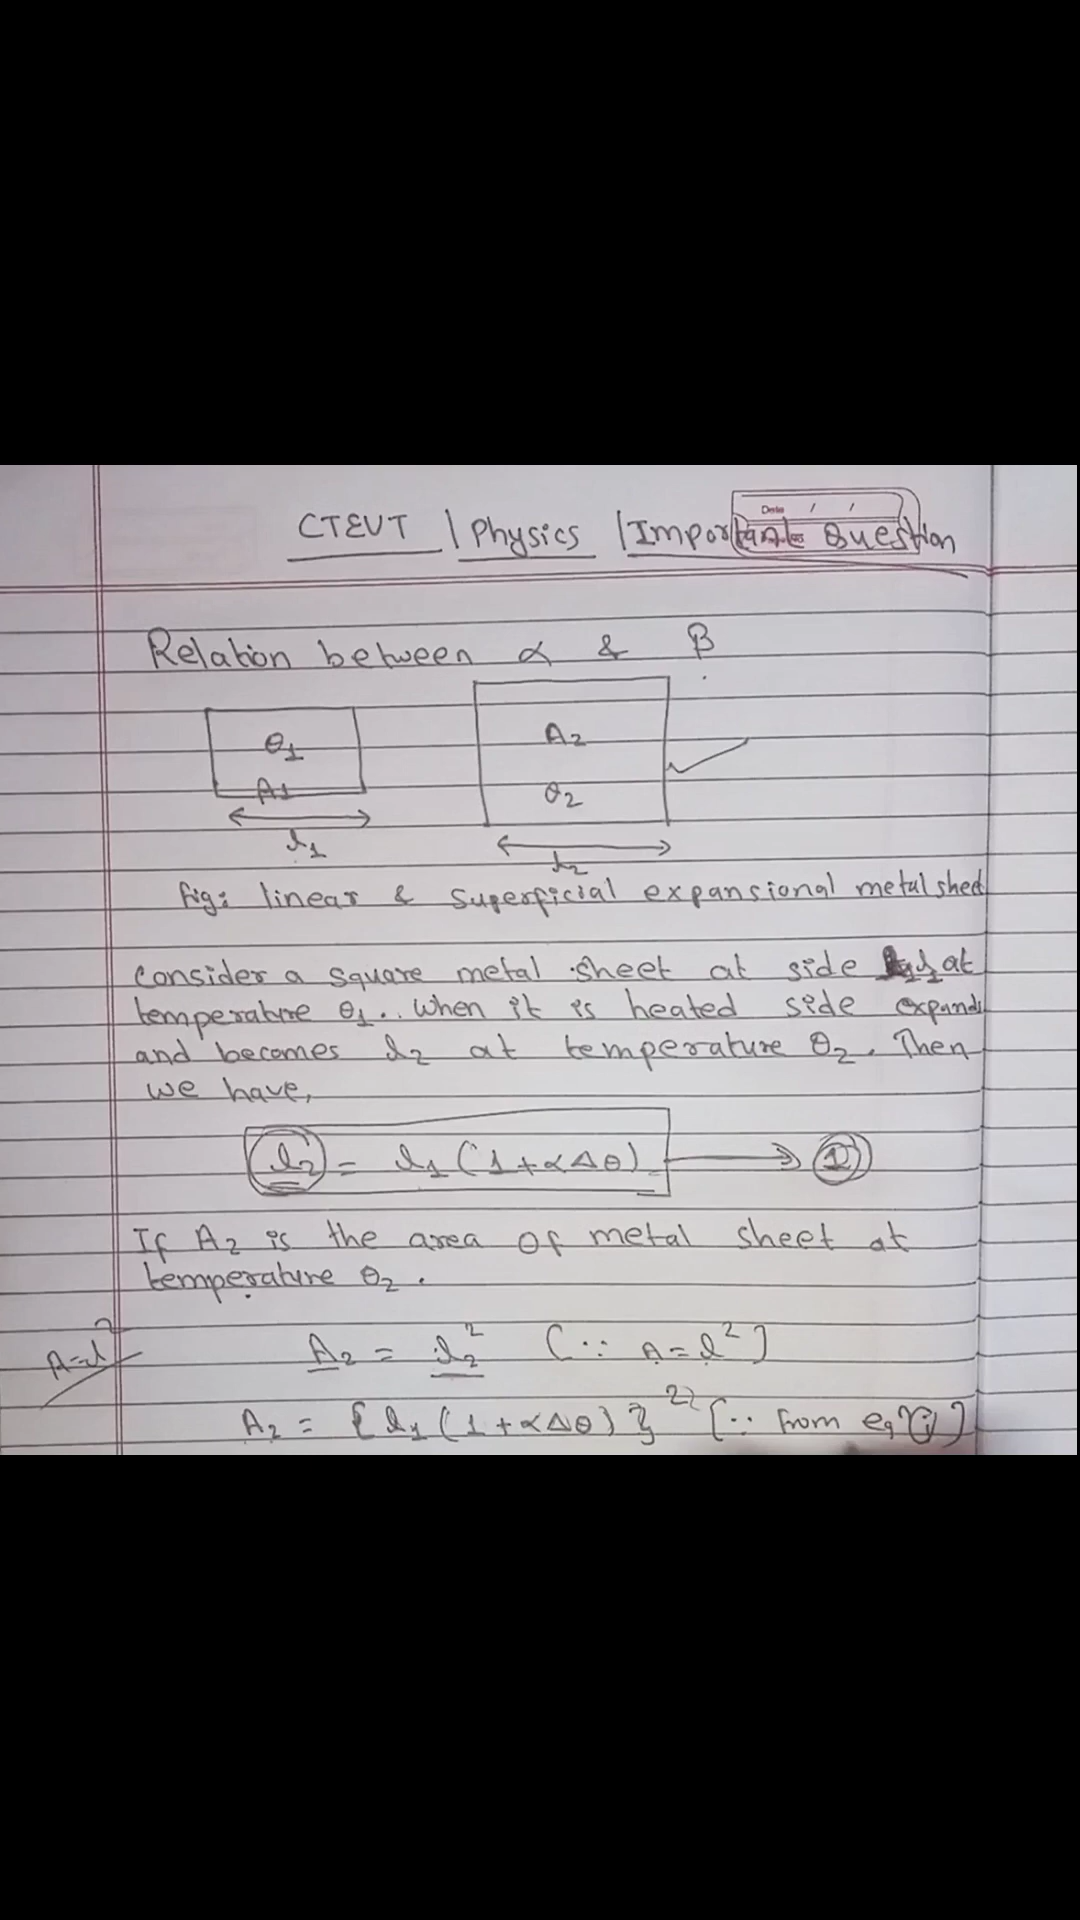 Date / /
CTEVT / Physics / Important Question
Relation between α & β
θ1
A1
l1
A2
θ2
l2
fig: linear & Superficial expansional metal shed
Consider a square metal sheet at side l1 at
temperature θ1. When it is heated side expands
and becomes l2 at temperature θ2. Then
we have,
l2 = l1 (1+αΔθ) → 1
If A2 is the area of metal sheet at
temperature θ2.
A=l²
A2 = l2² [∵ A=l²]
A2 = {l1 (1+αΔθ)}² [∵ from eqn (i)]